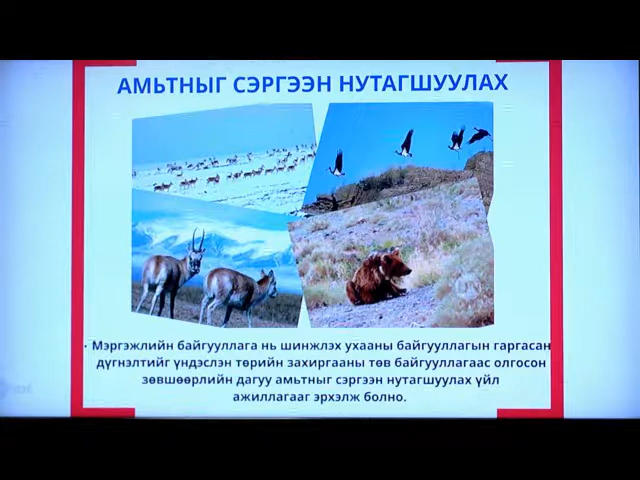 АМЬТНЫГ СЭРГЭЭН НУТАГШУУЛАХ
· Мэргэжлийн байгууллага нь шинжлэх ухааны байгууллагын гаргасан
дүгнэлтийг үндэслэн төрийн захиргааны төв байгууллагаас олгосон
зөвшөөрлийн дагуу амьтныг сэргээн нутагшуулах үйл
ажиллагааг эрхэлж болно.